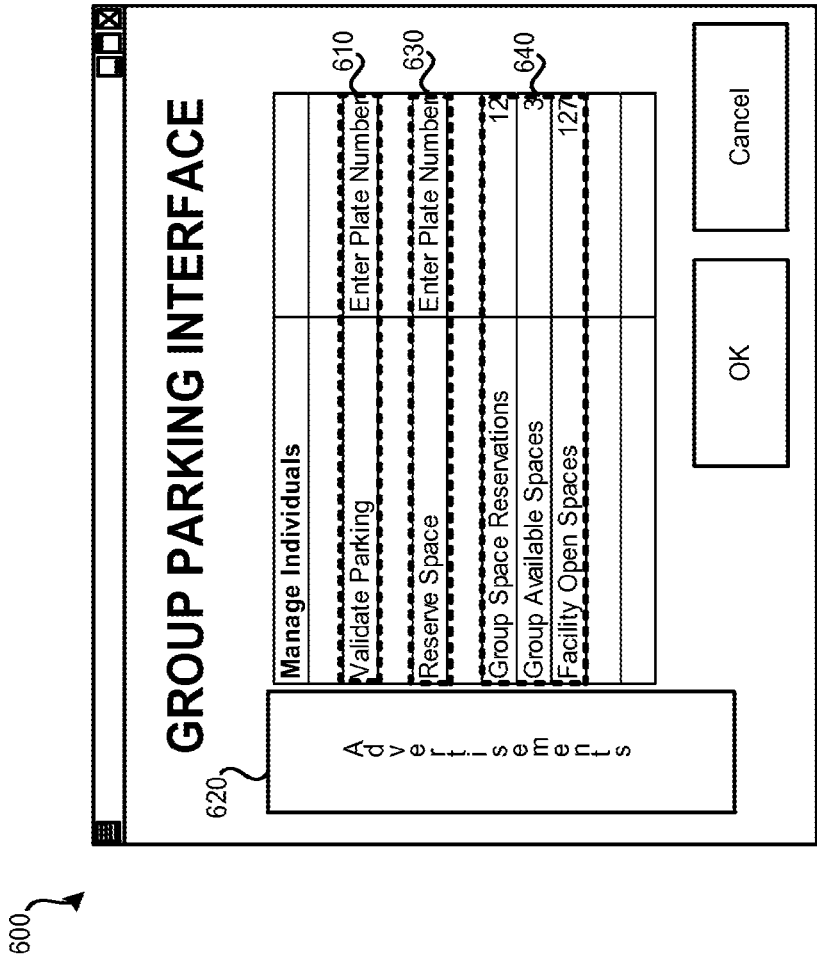 600
GROUP PARKING INTERFACE
620
Advertisements
Manage Individuals
Validate Parking Enter Plate Number 610
Reserve Space Enter Plate Number 630
Group Space Reservations 12
Group Available Spaces 3 640
Facility Open Spaces 127
OK Cancel